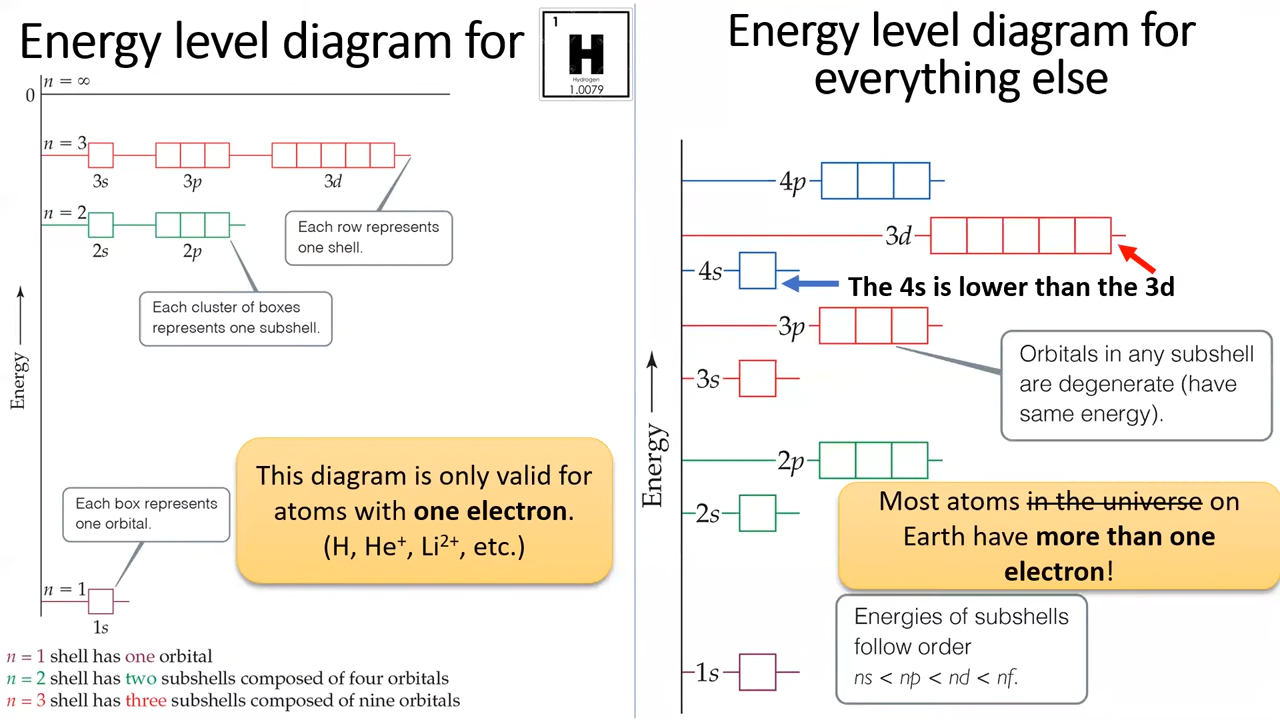 Energy level diagram for
1
H
Hydrogen
1.0079
n = ∞
0
n = 3
3s
3p
3d
Each row represents
one shell.
n = 2
2s
2p
Each cluster of boxes
represents one subshell.
Energy
This diagram is only valid for
atoms with one electron.
(H, He⁺, Li²⁺, etc.)
Each box represents
one orbital.
n = 1
1s
n = 1 shell has one orbital
n = 2 shell has two subshells composed of four orbitals
n = 3 shell has three subshells composed of nine orbitals
Energy level diagram for
everything else
4p
3d
4s
The 4s is lower than the 3d
3p
Orbitals in any subshell
are degenerate (have
same energy).
3s
Energy
2p
2s
Most atoms in the universe on
Earth have more than one
electron!
Energies of subshells
follow order
ns < np < nd < nf.
1s